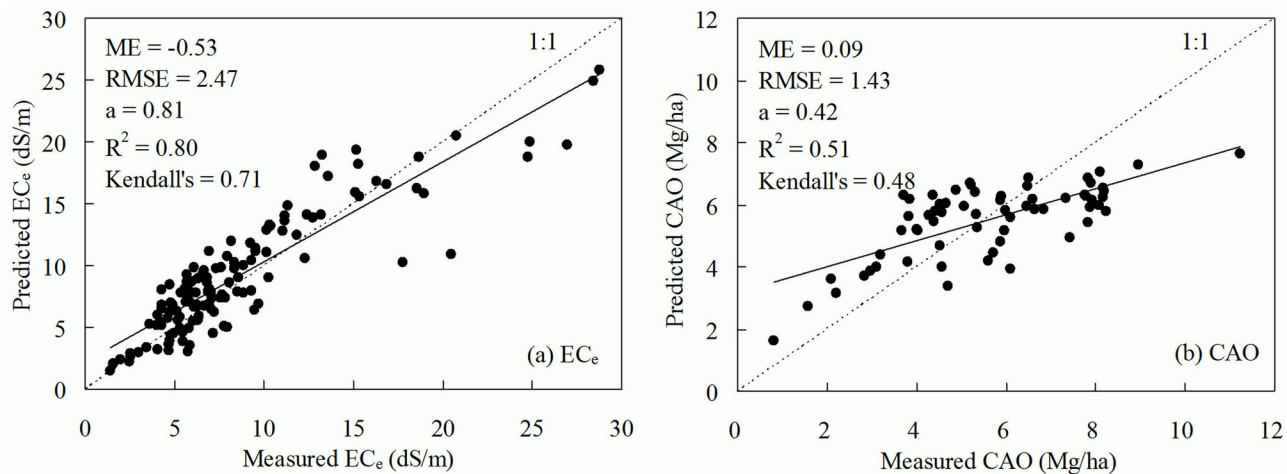 30
25
20
15
10
5
0
Predicted ECₑ (dS/m)
ME = -0.53
RMSE = 2.47
a = 0.81
R² = 0.80
Kendall's = 0.71
1:1
(a) ECₑ
0 5 10 15 20 25 30
Measured ECₑ (dS/m)
12
10
8
6
4
2
0
Predicted CAO (Mg/ha)
ME = 0.09
RMSE = 1.43
a = 0.42
R² = 0.51
Kendall's = 0.48
1:1
(b) CAO
0 2 4 6 8 10 12
Measured CAO (Mg/ha)